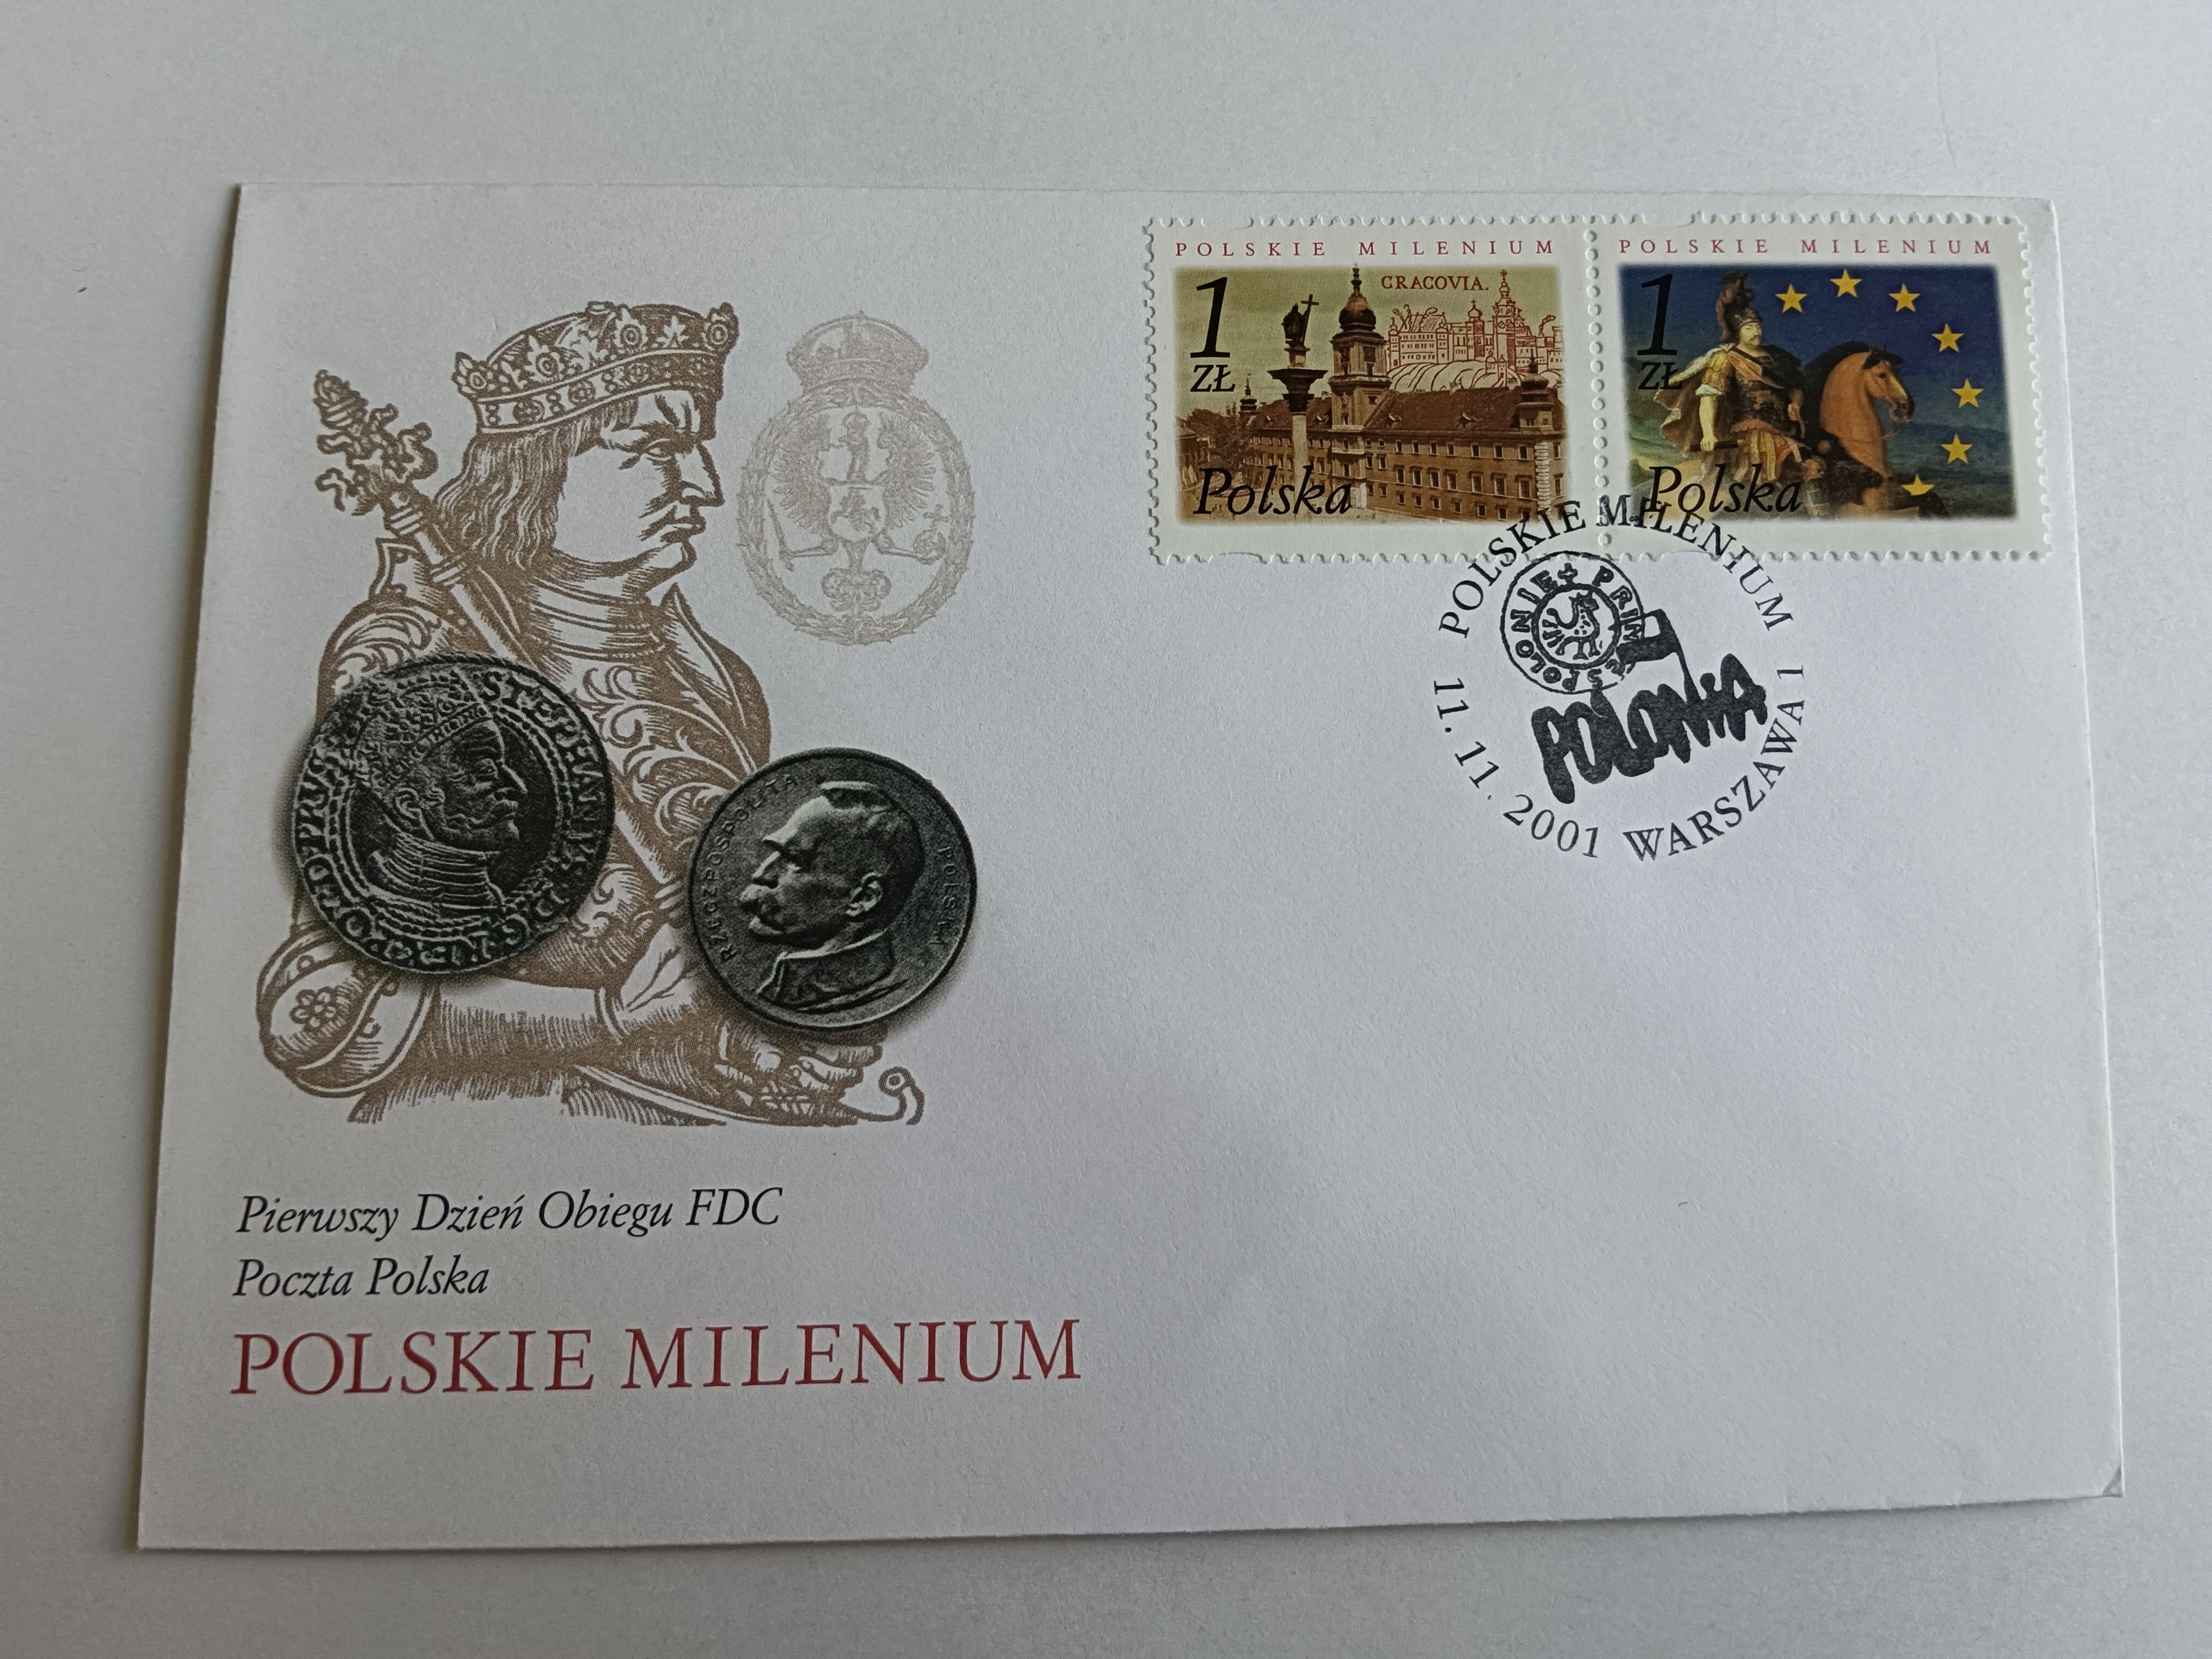 POLSKIE MILENIUM
1
ZŁ
CRACOVIA.
Polska
POLSKIE MILENIUM
1
ZŁ
Polska
POLSKIE MILENIUM
11. 11. 2001 WARSZAWA 1
POLONIA
STEPHANVS D G
RZECZPOSPOLITA POLSKA
Pierwszy Dzień Obiegu FDC
Poczta Polska
POLSKIE MILENIUM